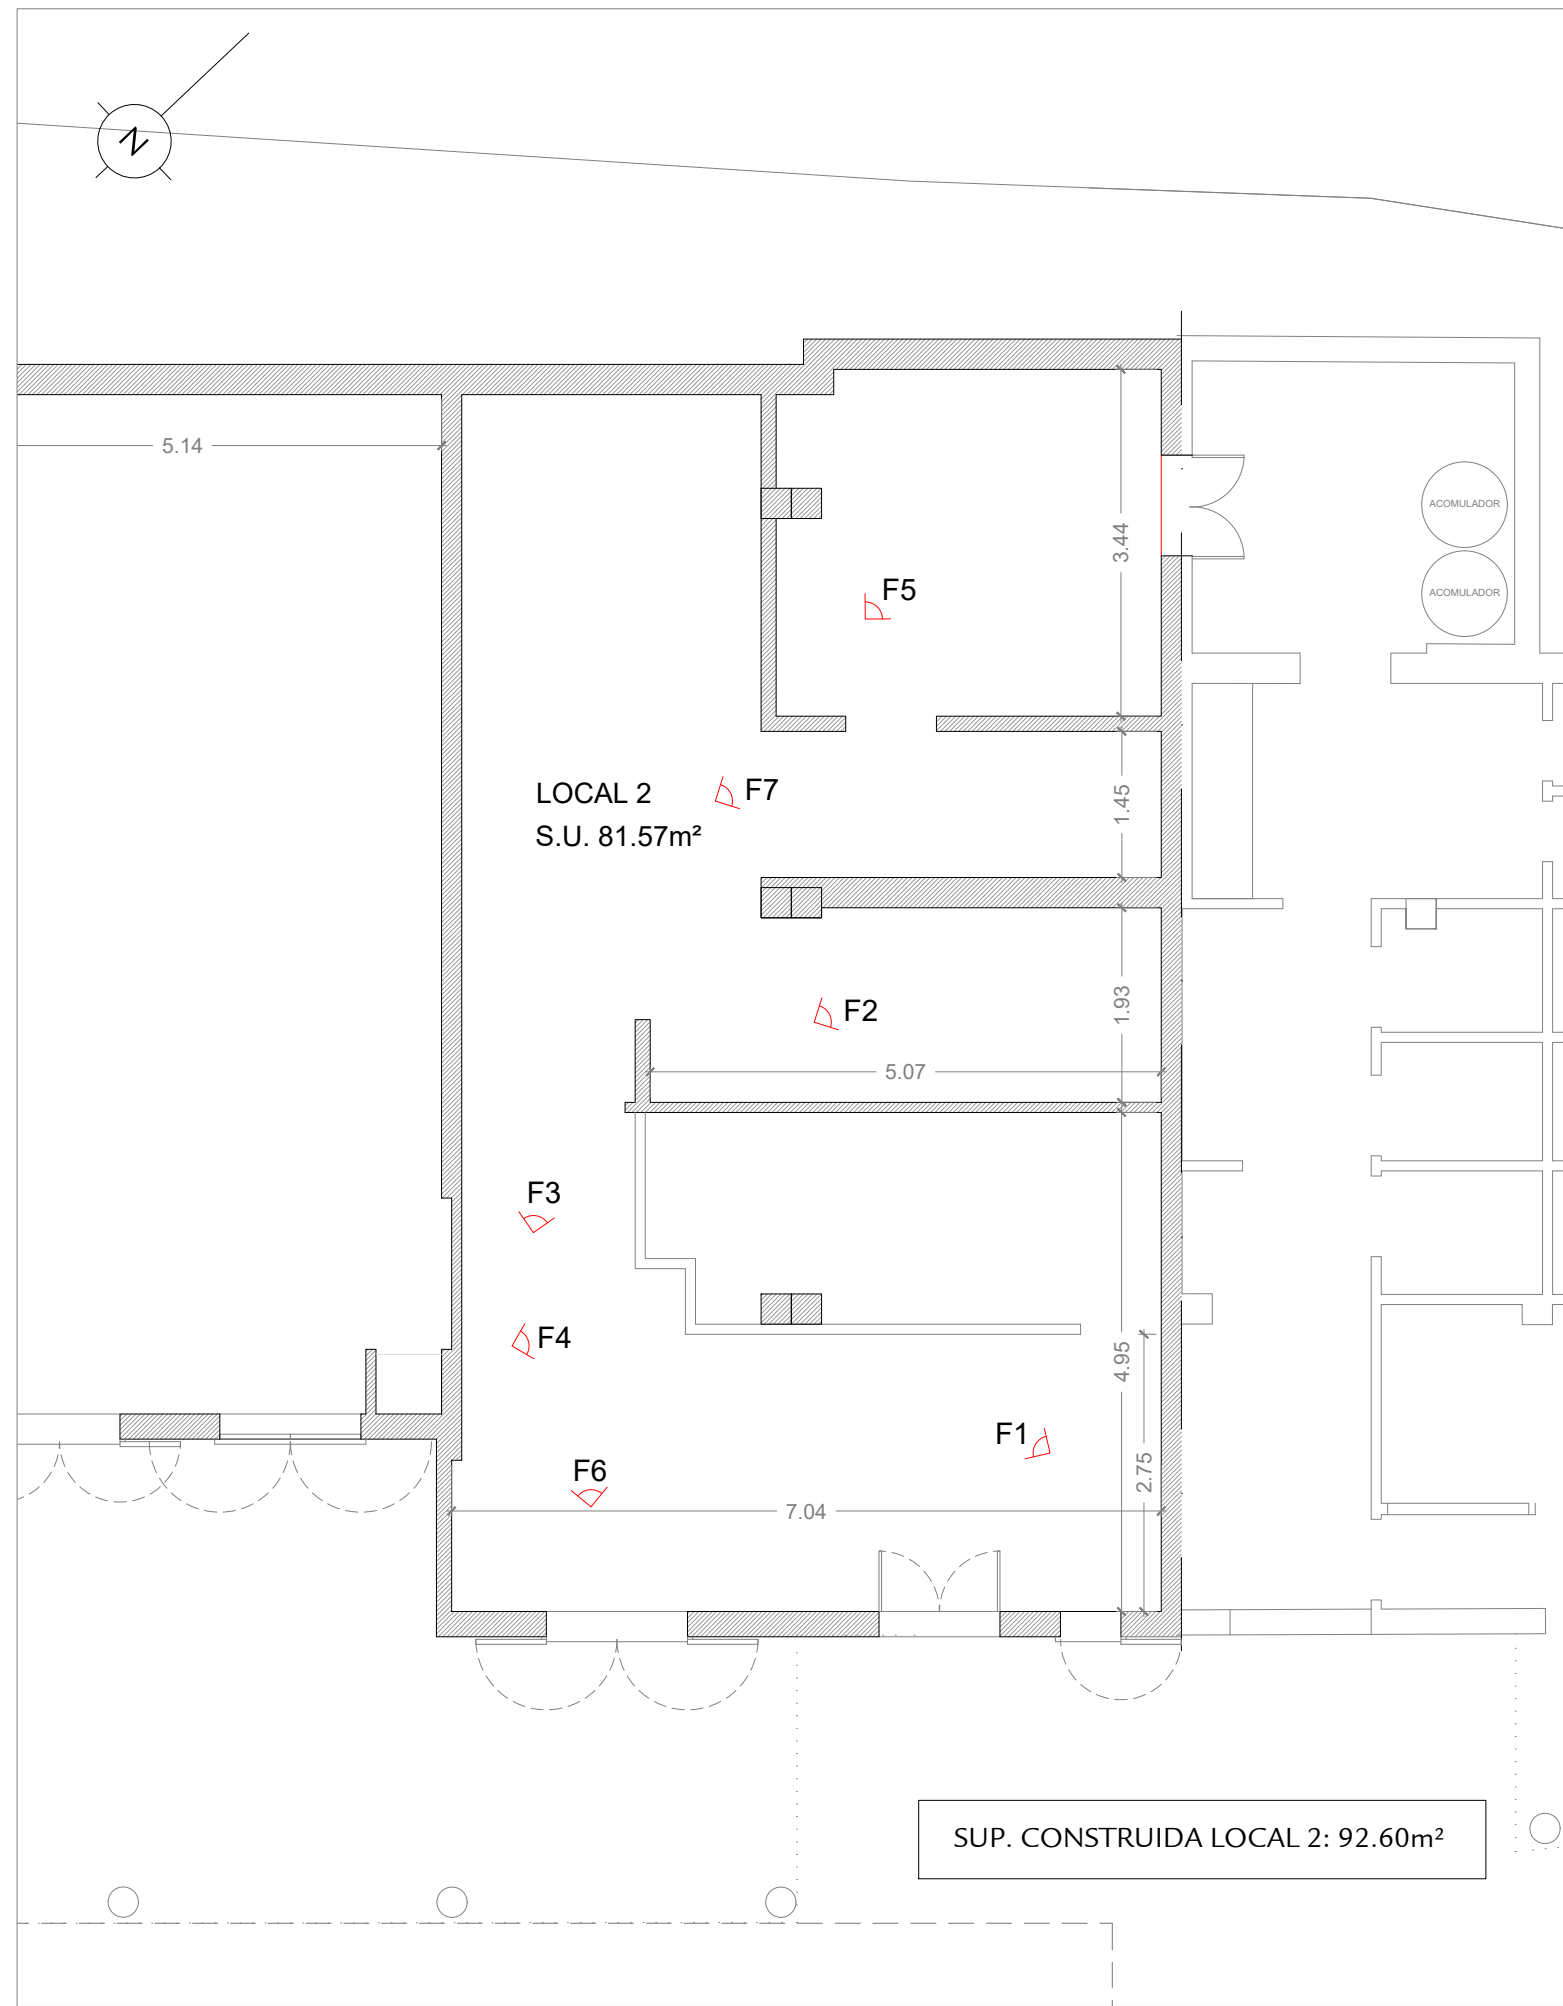 N
5.14
ACOMULADOR
3.44
F5
ACOMULADOR
LOCAL 2
F7
1.45
S.U. 81.57m²
F2
1.93
5.07
F3
F4
4.95
F1
2.75
F6
7.04
SUP. CONSTRUIDA LOCAL 2: 92.60m²